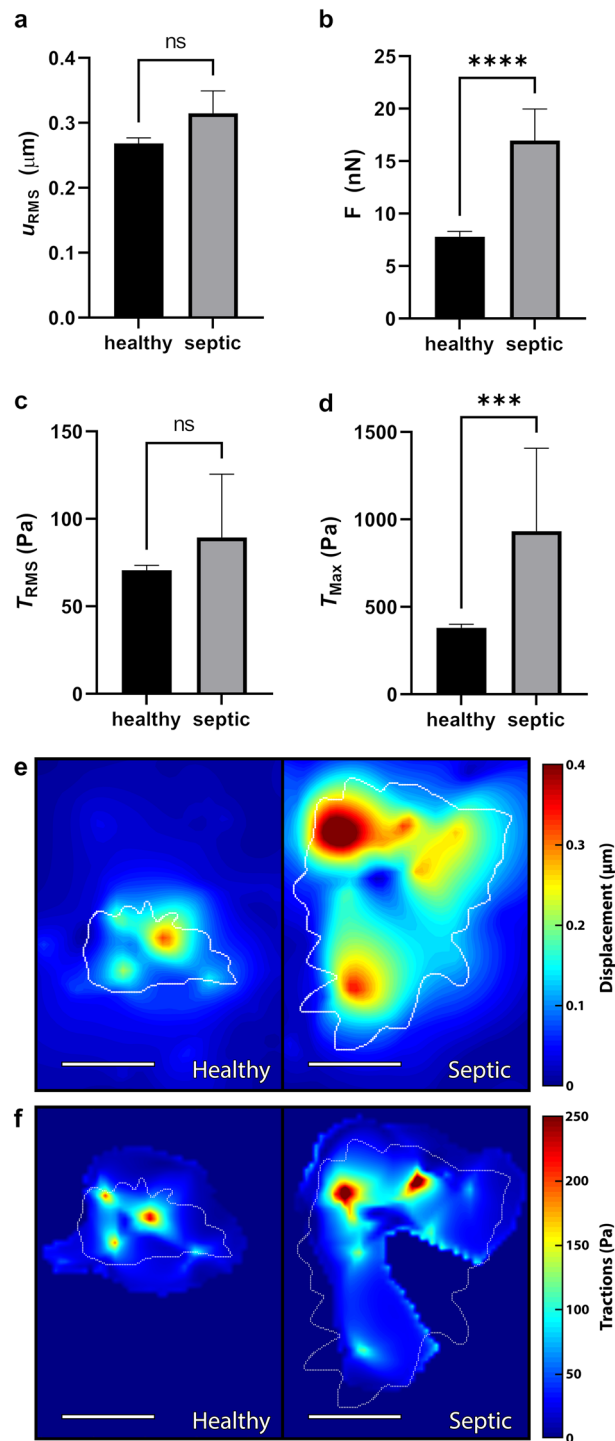 a
ns
0.4
0.3
0.2
0.1
0.0
uRMS (μm)
healthy septic
b
****
25
20
15
10
5
0
F (nN)
healthy septic
c
ns
150
100
50
0
TRMS (Pa)
healthy septic
d
***
1500
1000
500
0
TMax (Pa)
healthy septic
e
Healthy
Septic
0.4
0.3
0.2
0.1
0
Displacement (μm)
f
Healthy
Septic
250
200
150
100
50
0
Tractions (Pa)